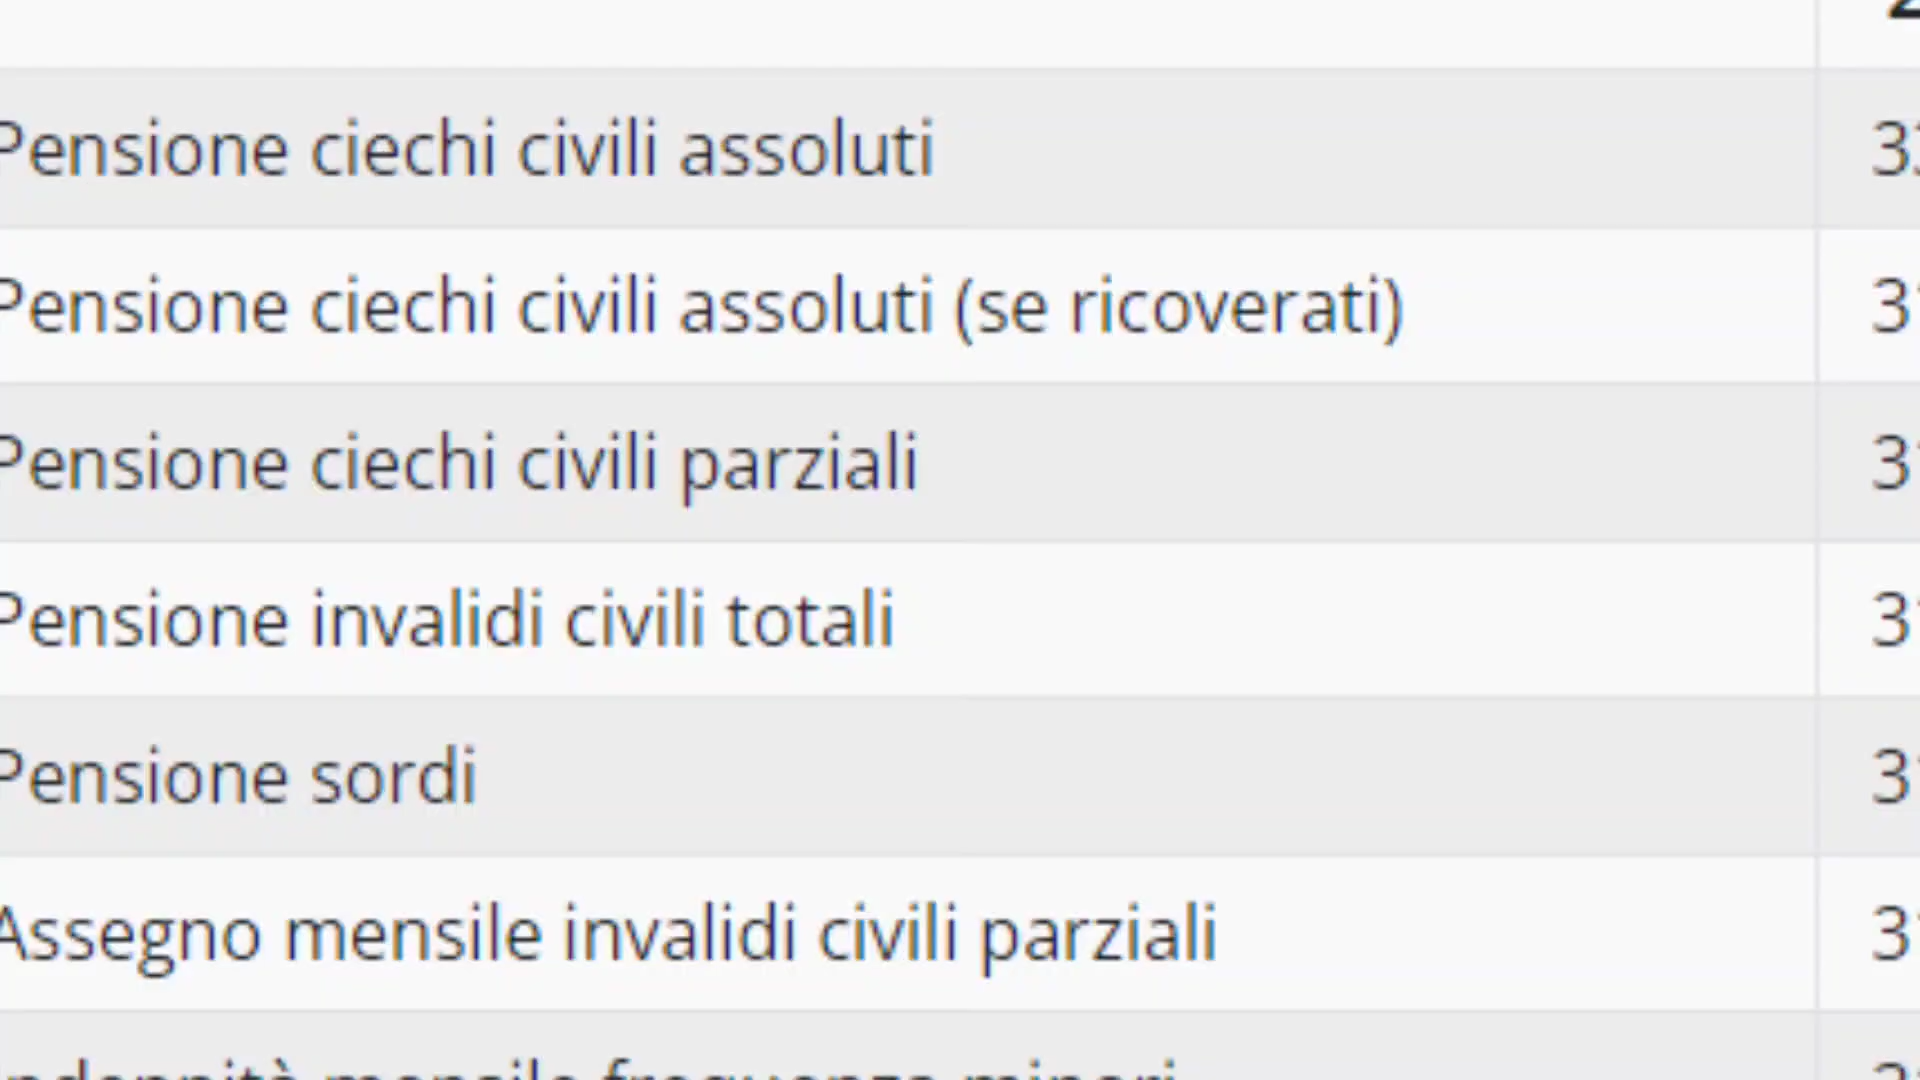 Pensione ciechi civili assoluti
Pensione ciechi civili assoluti (se ricoverati)
Pensione ciechi civili parziali
Pensione invalidi civili totali
Pensione sordi
Assegno mensile invalidi civili parziali
mensile frequenza minori